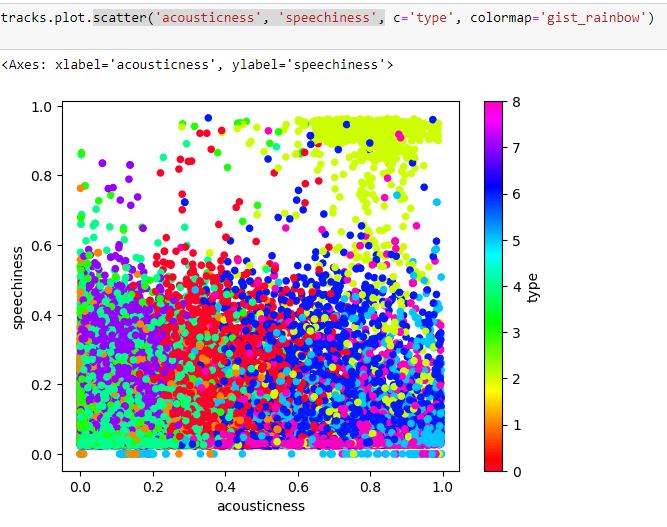 tracks.plot.scatter('acousticness', 'speechiness', c='type', colormap='gist_rainbow')
<Axes: xlabel='acousticness', ylabel='speechiness'>
1.0
0.8
0.6
0.4
0.2
0.0
speechiness
0.0 0.2 0.4 0.6 0.8 1.0
acousticness
8
7
6
5
4
3
2
1
0
type